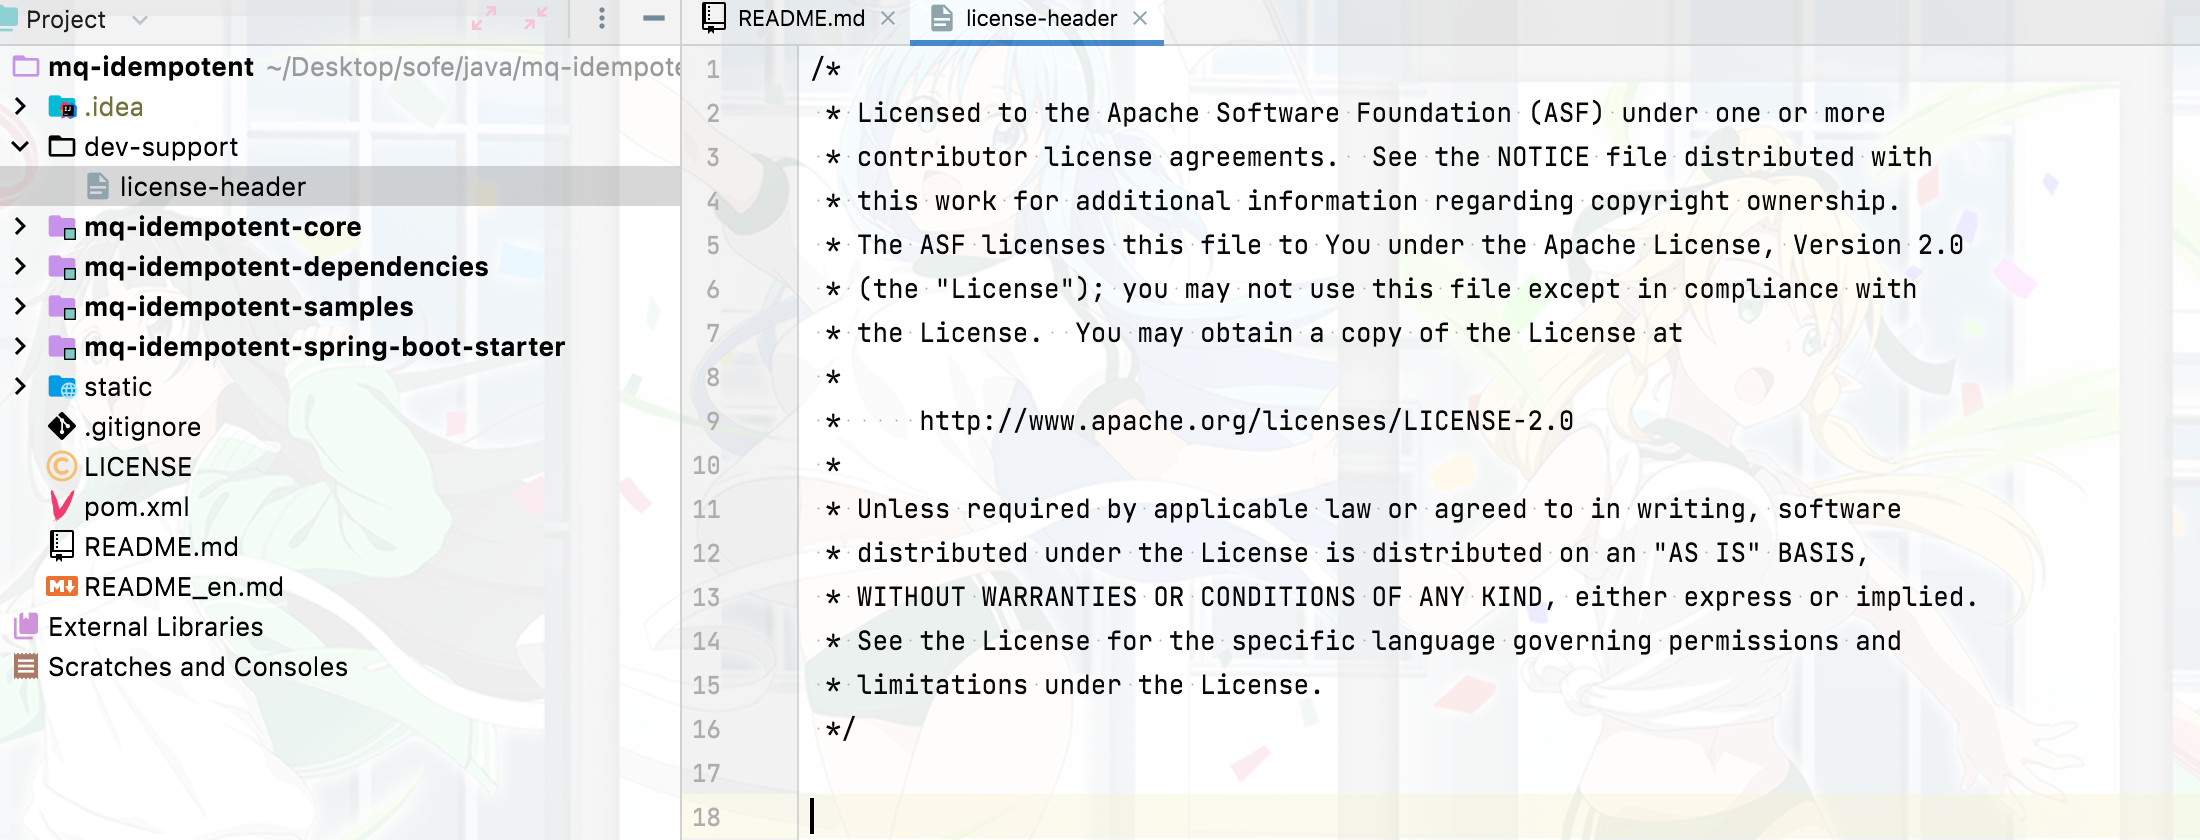 Project
mq-idempotent ~/Desktop/sofe/java/mq-idempote
.idea
dev-support
license-header
mq-idempotent-core
mq-idempotent-dependencies
mq-idempotent-samples
mq-idempotent-spring-boot-starter
static
.gitignore
LICENSE
pom.xml
README.md
README_en.md
External Libraries
Scratches and Consoles
README.md
license-header
1 /*
2 * Licensed to the Apache Software Foundation (ASF) under one or more
3 * contributor license agreements.  See the NOTICE file distributed with
4 * this work for additional information regarding copyright ownership.
5 * The ASF licenses this file to You under the Apache License, Version 2.0
6 * (the "License"); you may not use this file except in compliance with
7 * the License.  You may obtain a copy of the License at
8 *
9 *     http://www.apache.org/licenses/LICENSE-2.0
10 *
11 * Unless required by applicable law or agreed to in writing, software
12 * distributed under the License is distributed on an "AS IS" BASIS,
13 * WITHOUT WARRANTIES OR CONDITIONS OF ANY KIND, either express or implied.
14 * See the License for the specific language governing permissions and
15 * limitations under the License.
16 */
17
18